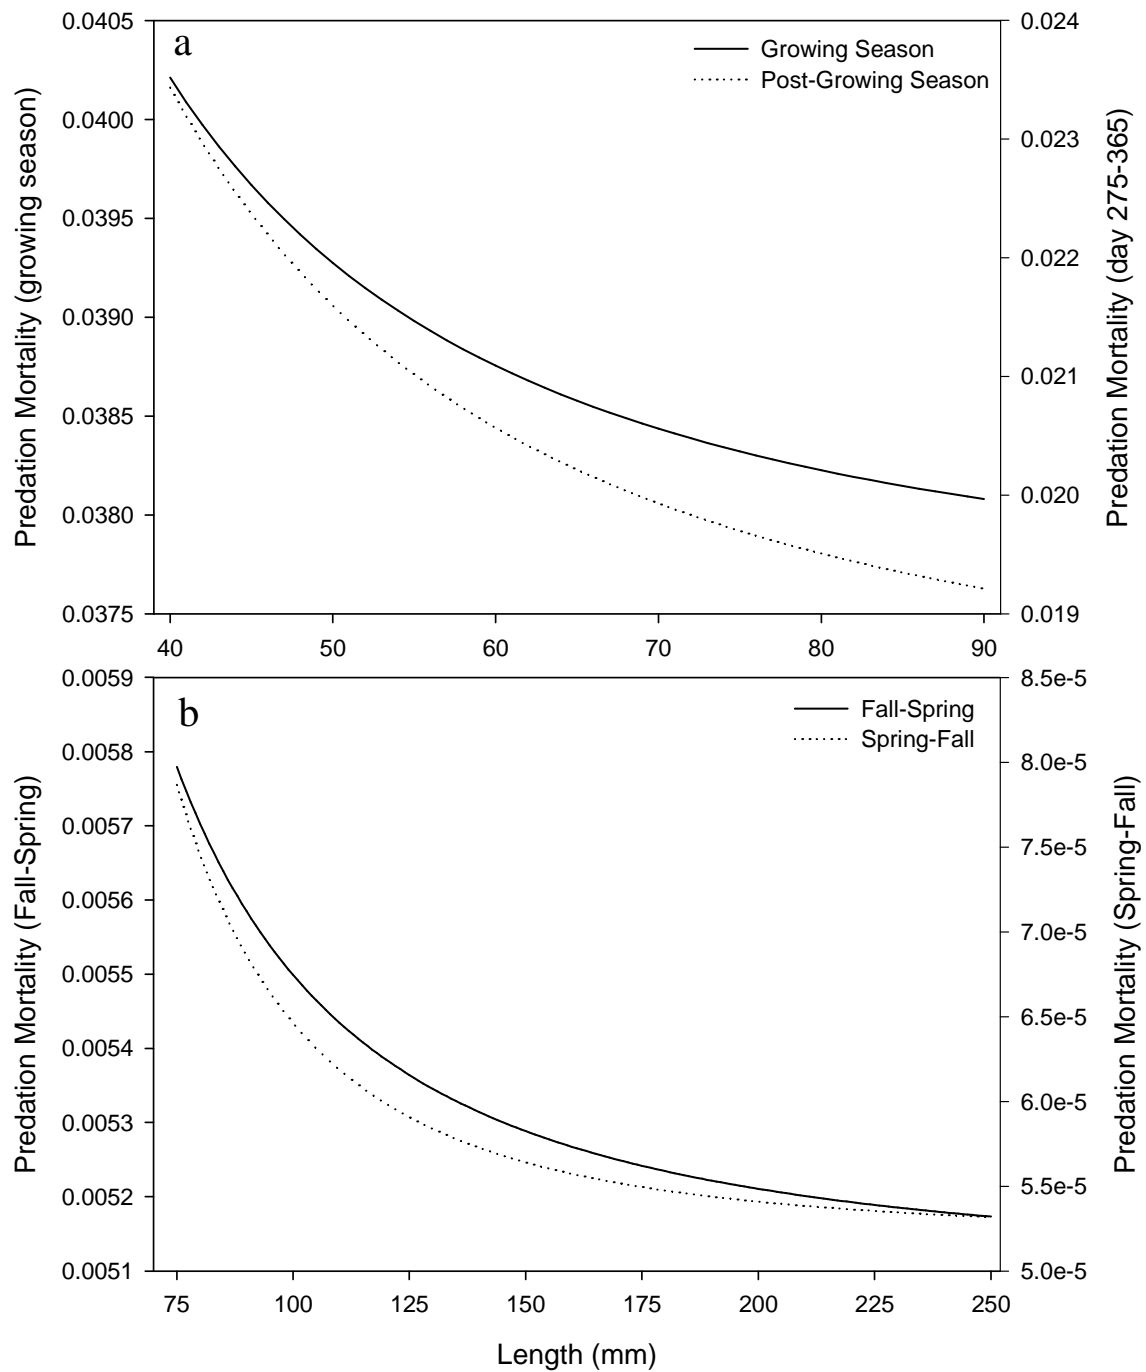 a
Growing Season
Post-Growing Season
Predation Mortality (growing season)
0.0405
0.0400
0.0395
0.0390
0.0385
0.0380
0.0375
0.024
0.023
0.022
0.021
0.020
0.019
Predation Mortality (day 275-365)
40
50
60
70
80
90
b
Fall-Spring
Spring-Fall
Predation Mortality (Fall-Spring)
0.0059
0.0058
0.0057
0.0056
0.0055
0.0054
0.0053
0.0052
0.0051
8.5e-5
8.0e-5
7.5e-5
7.0e-5
6.5e-5
6.0e-5
5.5e-5
5.0e-5
Predation Mortality (Spring-Fall)
75
100
125
150
175
200
225
250
Length (mm)